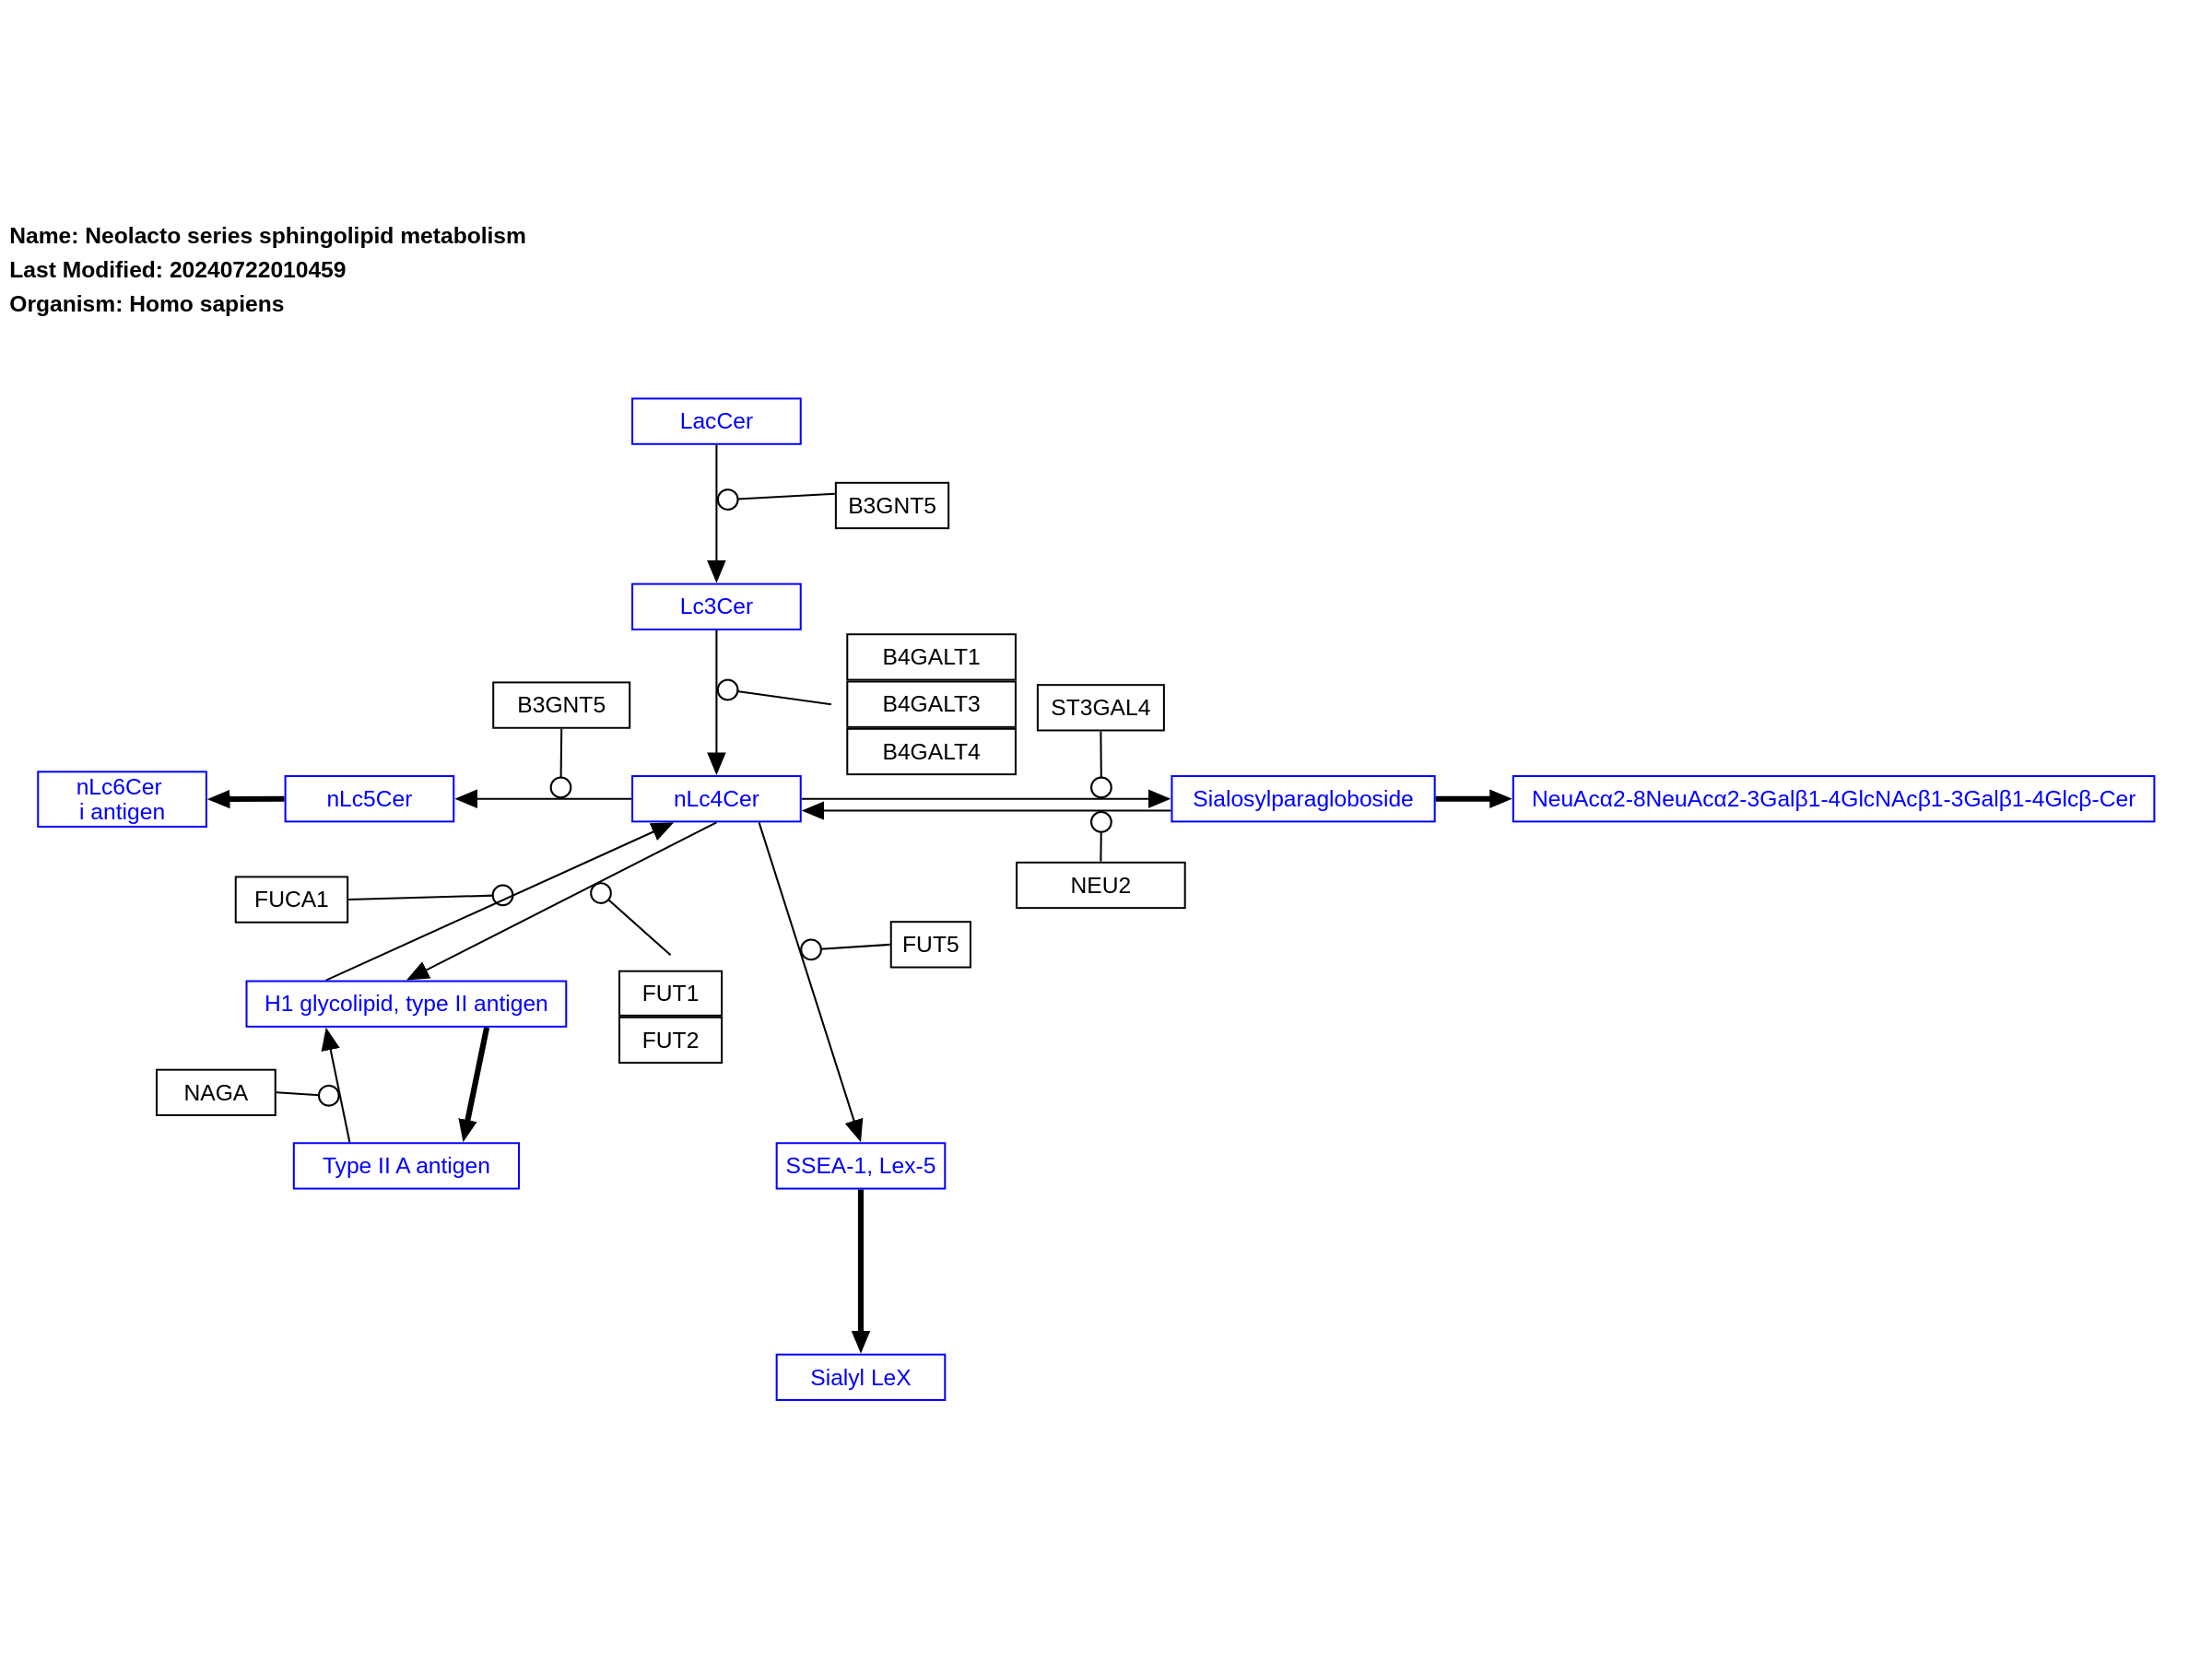 Name: Neolacto series sphingolipid metabolism
Last Modified: 20240722010459
Organism: Homo sapiens
LacCer
B3GNT5
Lc3Cer
B4GALT1
B3GNT5
B4GALT3
ST3GAL4
B4GALT4
nLc6Cer
i antigen
nLc5Cer
nLc4Cer
Sialosylparagloboside
NeuAcα2-8NeuAcα2-3Galβ1-4GlcNAcβ1-3Galβ1-4Glcβ-Cer
FUCA1
NEU2
FUT5
H1 glycolipid, type II antigen
FUT1
FUT2
NAGA
Type II A antigen
SSEA-1, Lex-5
Sialyl LeX